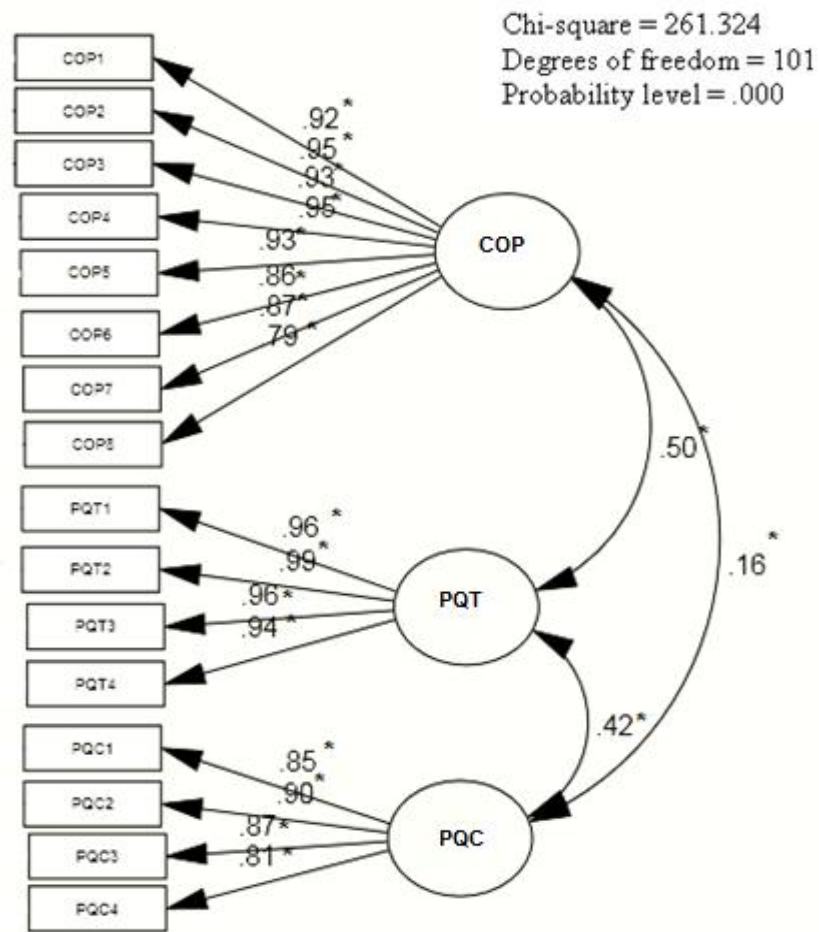 Chi-square = 261.324
Degrees of freedom = 101
Probability level = .000
COP1
COP2
COP3
COP4
COP5
COP6
COP7
COP8
.92*
.95*
.93*
.95*
.93*
.86*
.87*
.79*
COP
.50*
.16*
PQT1
PQT2
PQT3
PQT4
.96*
.99*
.96*
.94*
PQT
.42*
PQC1
PQC2
PQC3
PQC4
.85*
.90*
.87*
.81*
PQC